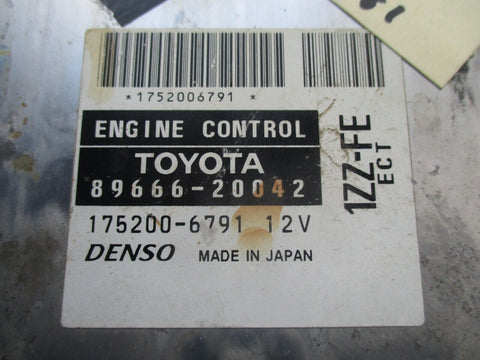 *1752006791*
ENGINE CONTROL
TOYOTA
89666-20042
175200-6791 12V
DENSO MADE IN JAPAN
1ZZ-FE
ECT